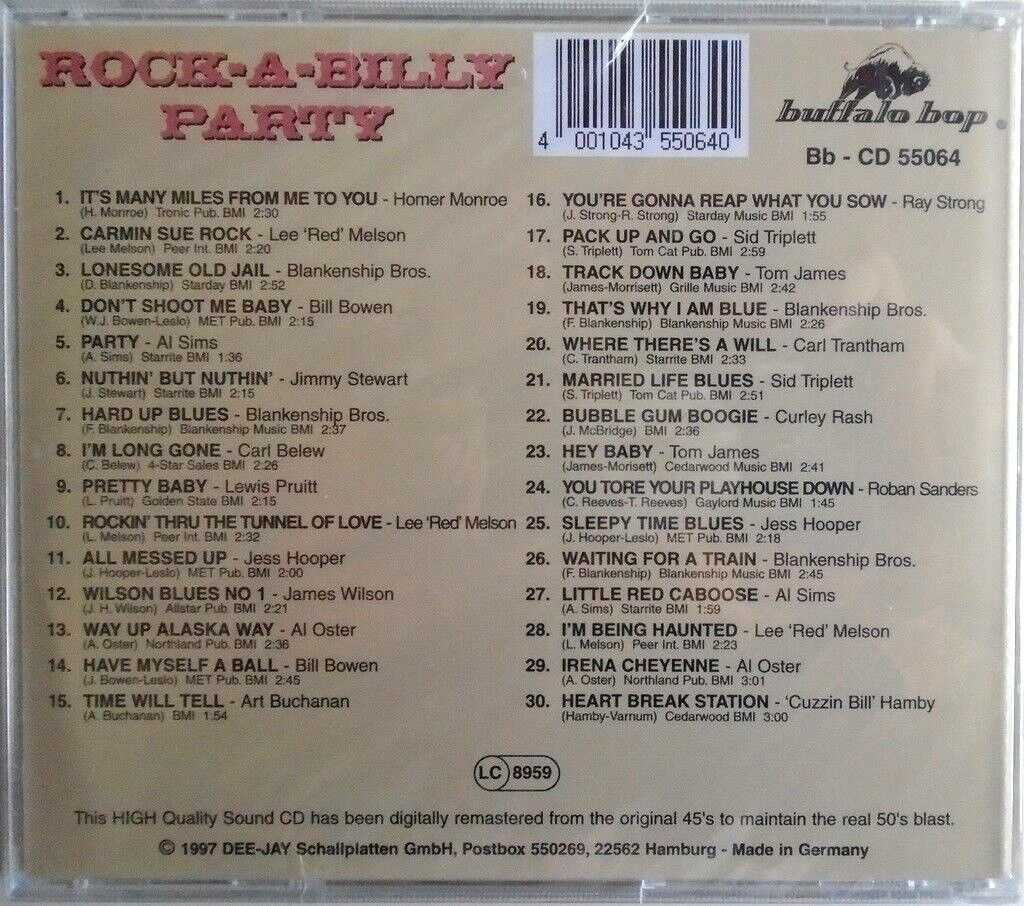 ROCK-A-BILLY
PARTY
4 001043 550640
buffalo bop
Bb - CD 55064
1. IT'S MANY MILES FROM ME TO YOU - Homer Monroe
(H. Monroe) Tronic Pub. BMI 2:30
2. CARMIN SUE ROCK - Lee 'Red' Melson
(Lee Melson) Peer Int. BMI 2:20
3. LONESOME OLD JAIL - Blankenship Bros.
(D. Blankenship) Starday BMI 2:52
4. DON'T SHOOT ME BABY - Bill Bowen
(W.J. Bowen-Leslo) MET Pub. BMI 2:15
5. PARTY - Al Sims
(A. Sims) Starrite BMI 1:36
6. NUTHIN' BUT NUTHIN' - Jimmy Stewart
(J. Stewart) Starrite BMI 2:15
7. HARD UP BLUES - Blankenship Bros.
(F. Blankenship) Blankenship Music BMI 2:37
8. I'M LONG GONE - Carl Belew
(C. Belew) 4-Star Sales BMI 2:26
9. PRETTY BABY - Lewis Pruitt
(L. Pruitt) Golden State BMI 2:15
10. ROCKIN' THRU THE TUNNEL OF LOVE - Lee 'Red' Melson
(L. Melson) Peer Int. BMI 2:32
11. ALL MESSED UP - Jess Hooper
(J. Hooper-Leslo) MET Pub. BMI 2:00
12. WILSON BLUES NO 1 - James Wilson
(J. H. Wilson) Allstar Pub. BMI 2:21
13. WAY UP ALASKA WAY - Al Oster
(A. Oster) Northland Pub. BMI 2:36
14. HAVE MYSELF A BALL - Bill Bowen
(J. Bowen-Leslo) MET Pub. BMI 2:45
15. TIME WILL TELL - Art Buchanan
(A. Buchanan) BMI 1:54
16. YOU'RE GONNA REAP WHAT YOU SOW - Ray Strong
(J. Strong-R. Strong) Starday Music BMI 1:55
17. PACK UP AND GO - Sid Triplett
(S. Triplett) Tom Cat Pub. BMI 2:59
18. TRACK DOWN BABY - Tom James
(James-Morrisett) Grille Music BMI 2:42
19. THAT'S WHY I AM BLUE - Blankenship Bros.
(F. Blankenship) Blankenship Music BMI 2:26
20. WHERE THERE'S A WILL - Carl Trantham
(C. Trantham) Starrite BMI 2:33
21. MARRIED LIFE BLUES - Sid Triplett
(S. Triplett) Tom Cat Pub. BMI 2:51
22. BUBBLE GUM BOOGIE - Curley Rash
(J. McBridge) BMI 2:36
23. HEY BABY - Tom James
(James-Morisett) Cedarwood Music BMI 2:41
24. YOU TORE YOUR PLAYHOUSE DOWN - Roban Sanders
(C. Reeves-T. Reeves) Gaylord Music BMI 1:45
25. SLEEPY TIME BLUES - Jess Hooper
(J. Hooper-Leslo) MET Pub. BMI 2:18
26. WAITING FOR A TRAIN - Blankenship Bros.
(F. Blankenship) Blankenship Music BMI 2:45
27. LITTLE RED CABOOSE - Al Sims
(A. Sims) Starrite BMI 1:59
28. I'M BEING HAUNTED - Lee 'Red' Melson
(L. Melson) Peer Int. BMI 2:23
29. IRENA CHEYENNE - Al Oster
(A. Oster) Northland Pub. BMI 3:01
30. HEART BREAK STATION - 'Cuzzin Bill' Hamby
(Hamby-Varnum) Cedarwood BMI 3:00
LC 8959
This HIGH Quality Sound CD has been digitally remastered from the original 45's to maintain the real 50's blast.
© 1997 DEE-JAY Schallplatten GmbH, Postbox 550269, 22562 Hamburg - Made in Germany